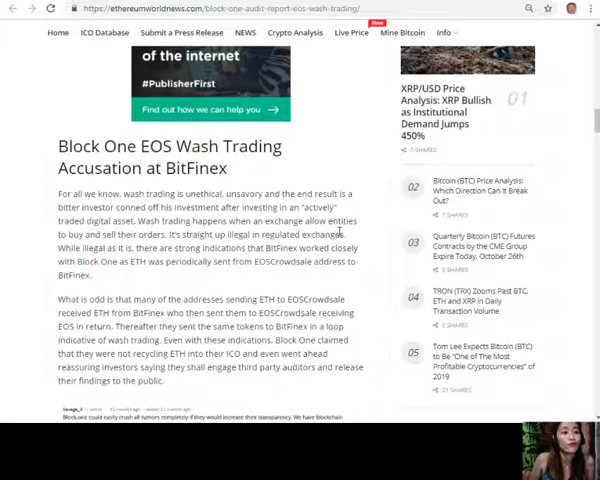 https://ethereumworldnews.com/block-one-audit-report-eos-wash-trading/
New
Home ICO Database Submit a Press Release NEWS Crypto Analysis Live Price Mine Bitcoin Info
of the internet
#PublisherFirst
Find out how we can help you
Block One EOS Wash Trading
Accusation at BitFinex
For all we know, wash trading is unethical, unsavory and the end result is a
bitter investor conned off his investment after investing in an “actively”
traded digital asset. Wash trading happens when an exchange allow entities
to buy and sell their orders. It’s straight up illegal in regulated exchanges.
While illegal as it is, there are strong indications that BitFinex worked closely
with Block One as ETH was periodically sent from EOSCrowdsale address to
BitFinex.
What is odd is that many of the addresses sending ETH to EOSCrowdsale
received ETH from BitFinex who then sent them to EOSCrowdsale receiving
EOS in return. Thereafter they sent the same tokens to BitFinex in a loop
indicative of wash trading. Even with these indications. Block One claimed
that they were not recycling ETH into their ICO and even went ahead
reassuring investors saying they shall engage third party auditors and release
their findings to the public.
Block.one could easily crash all rumors completely if they would increase their transparency. We have blockchain
XRP/USD Price
Analysis: XRP Bullish
as Institutional
Demand Jumps
450%
01
0 SHARES
02
Bitcoin (BTC) Price Analysis:
Which Direction Can It Break
Out?
7 SHARES
03
Quarterly Bitcoin (BTC) Futures
Contracts by the CME Group
Expire Today, October 26th
0 SHARES
04
TRON (TRX) Zooms Past BTC,
ETH and XRP in Daily
Transaction Volume
0 SHARES
05
Tom Lee Expects Bitcoin (BTC)
to Be “One of The Most
Profitable Cryptocurrencies” of
2019
21 SHARES